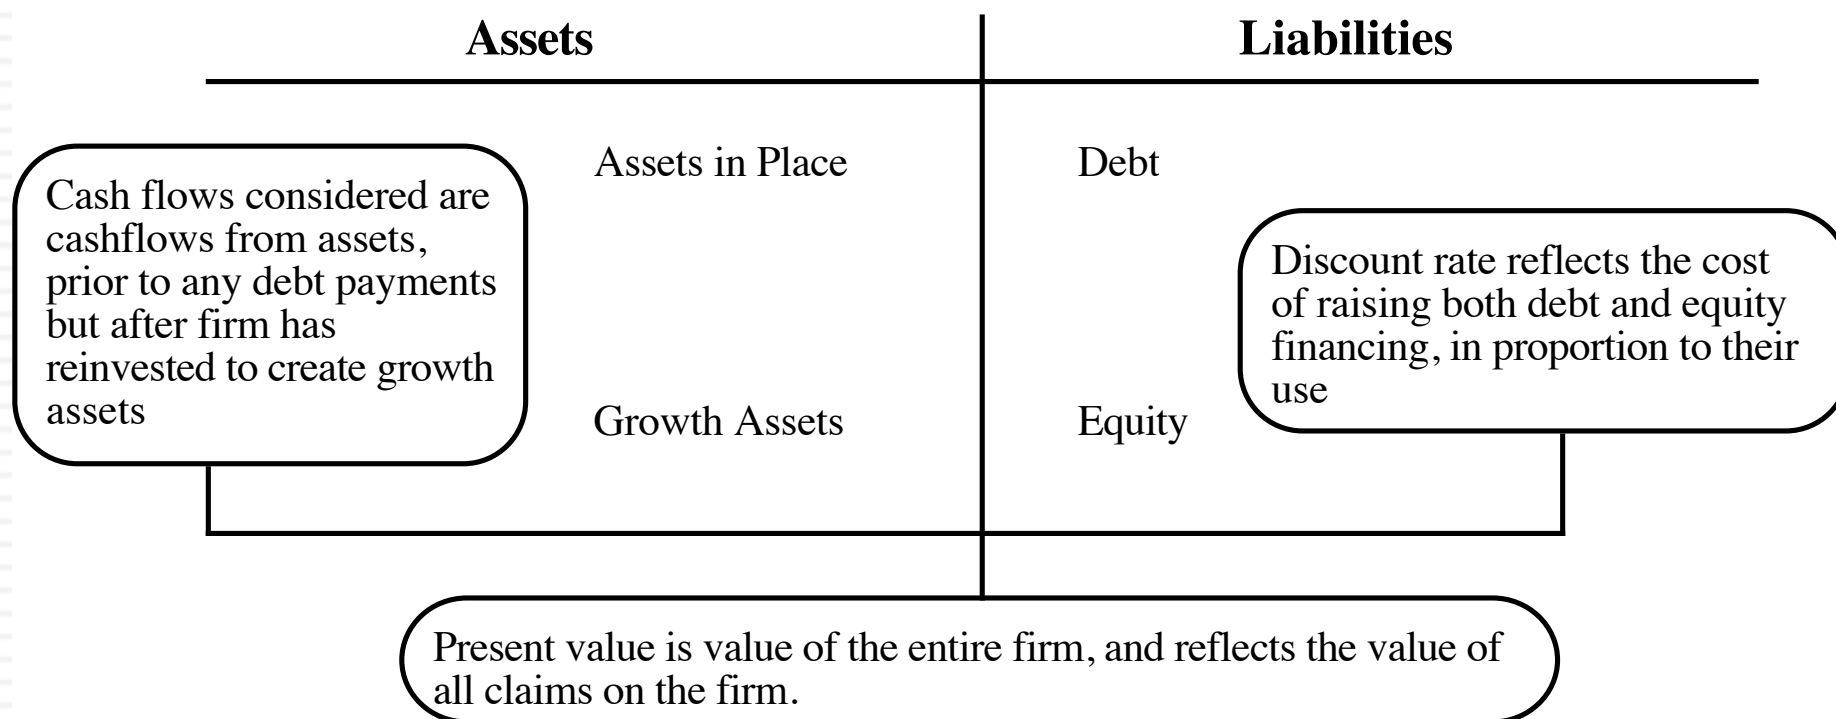 Assets
Liabilities
Assets in Place
Debt
Cash flows considered are
cashflows from assets,
prior to any debt payments
but after firm has
reinvested to create growth
assets
Discount rate reflects the cost
of raising both debt and equity
financing, in proportion to their
use
Growth Assets
Equity
Present value is value of the entire firm, and reflects the value of
all claims on the firm.